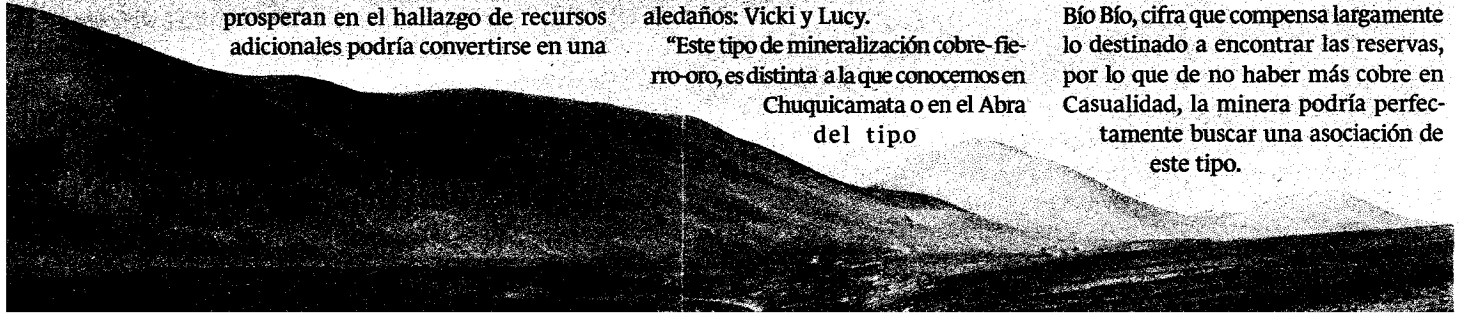 prosperan en el hallazgo de recursos
adicionales podría convertirse en una
aledaños: Vicki y Lucy.
"Este tipo de mineralización cobre-fie-
rro-oro, es distinta a la que conocemos en
Chuquicamata o en el Abra
del tipo
Bío Bío, cifra que compensa largamente
lo destinado a encontrar las reservas,
por lo que de no haber más cobre en
Casualidad, la minera podría perfec-
tamente buscar una asociación de
este tipo.